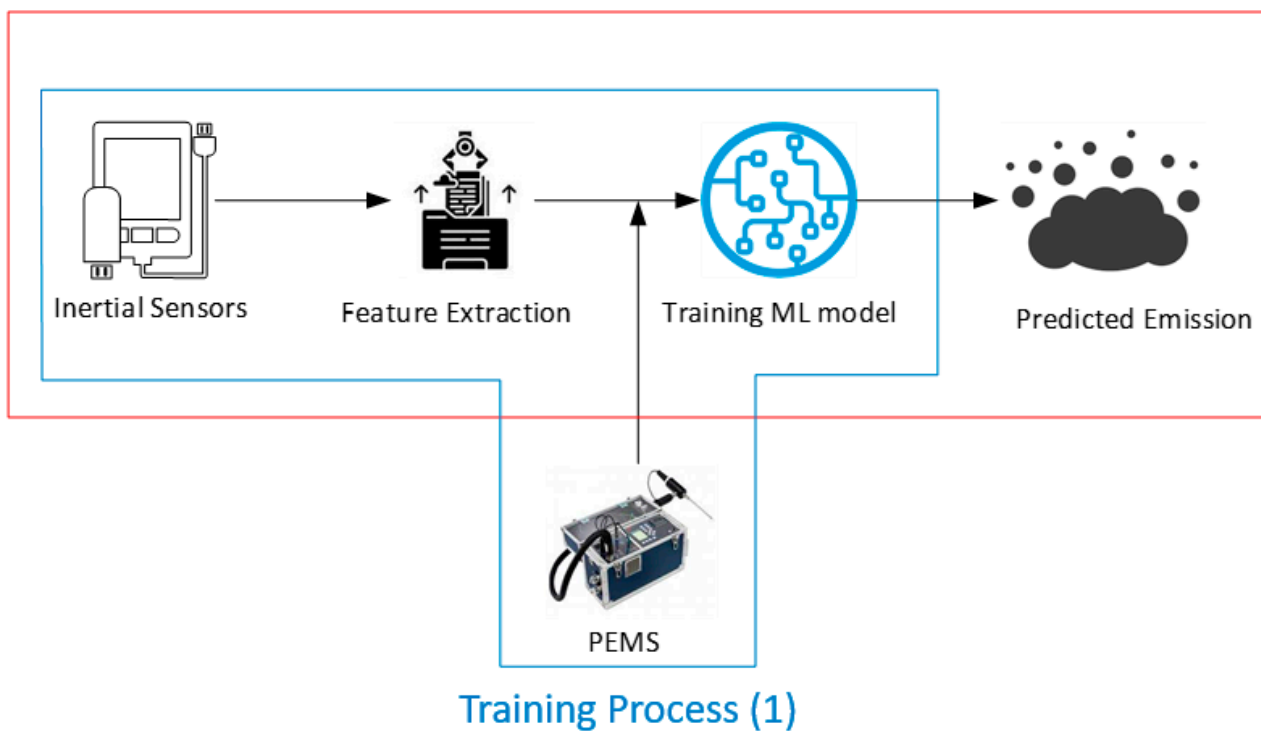 Inertial Sensors
Feature Extraction
Training ML model
Predicted Emission
PEMS
Training Process (1)